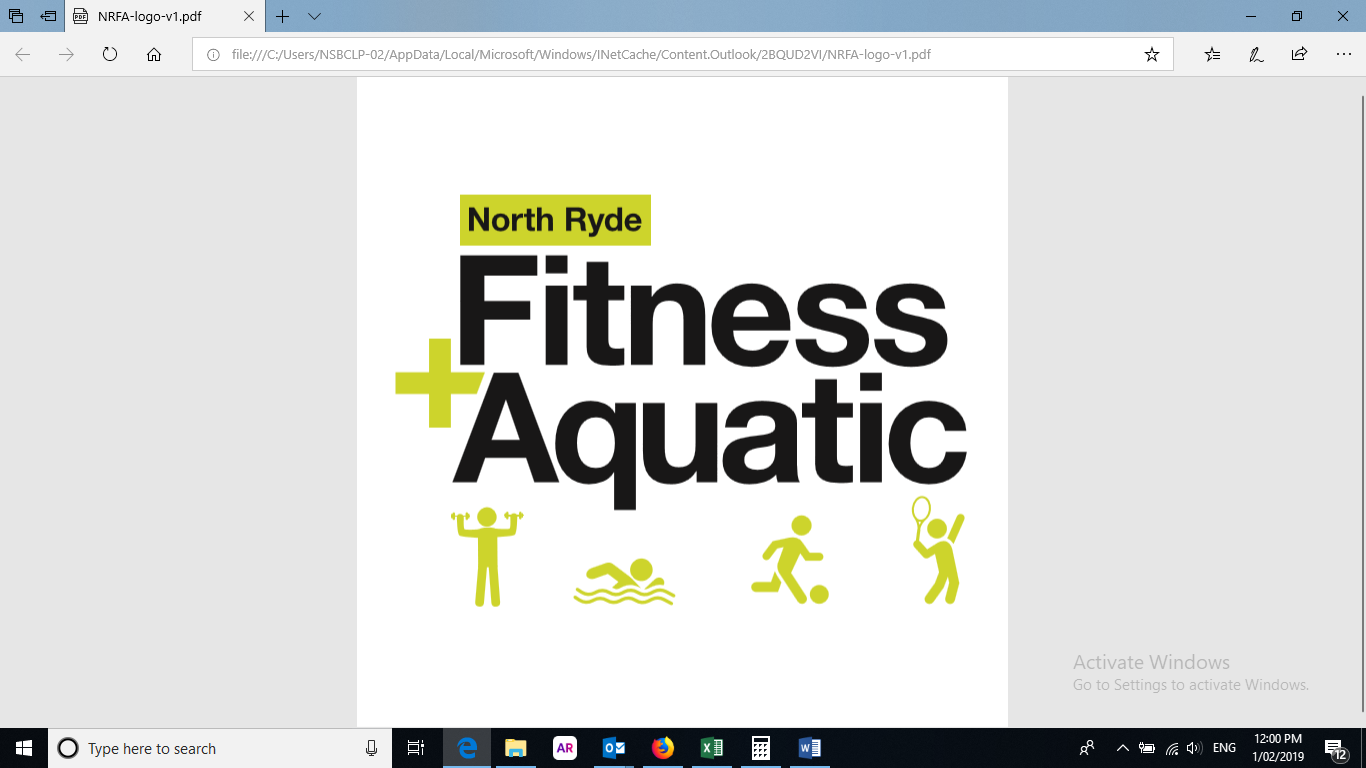 NRFA-logo-v1.pdf
file:///C:/Users/NSBCLP-02/AppData/Local/Microsoft/Windows/INetCache/Content.Outlook/2BQUD2VI/NRFA-logo-v1.pdf
North Ryde
Fitness
+
Aquatic
Activate Windows
Go to Settings to activate Windows.
Type here to search
AR
ENG
12:00 PM
1/02/2019
12